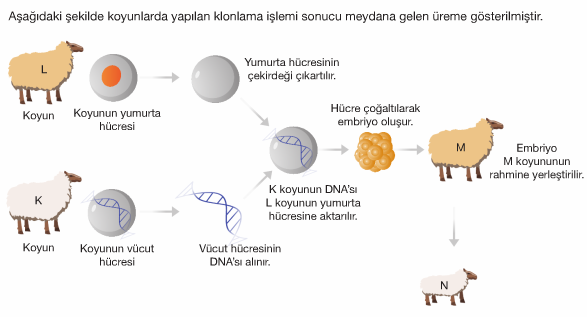 Aşağıdaki şekilde koyunlarda yapılan klonlama işlemi sonucu meydana gelen üreme gösterilmiştir.
L
Koyun
Koyunun yumurta
hücresi
Yumurta hücresinin
çekirdeği çıkartılır.
K
Koyun
Koyunun vücut
hücresi
Vücut hücresinin
DNA'sı alınır.
K koyunun DNA'sı
L koyunun yumurta
hücresine aktarılır.
Hücre çoğaltılarak
embriyo oluşur.
M
Embriyo
M koyununun
rahmine yerleştirilir.
N